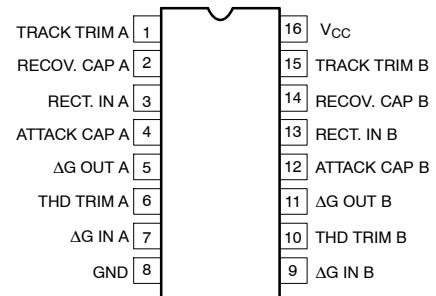 TRACK TRIM A 1
RECOV. CAP A 2
RECT. IN A 3
ATTACK CAP A 4
ΔG OUT A 5
THD TRIM A 6
ΔG IN A 7
GND 8
16 VCC
15 TRACK TRIM B
14 RECOV. CAP B
13 RECT. IN B
12 ATTACK CAP B
11 ΔG OUT B
10 THD TRIM B
9 ΔG IN B